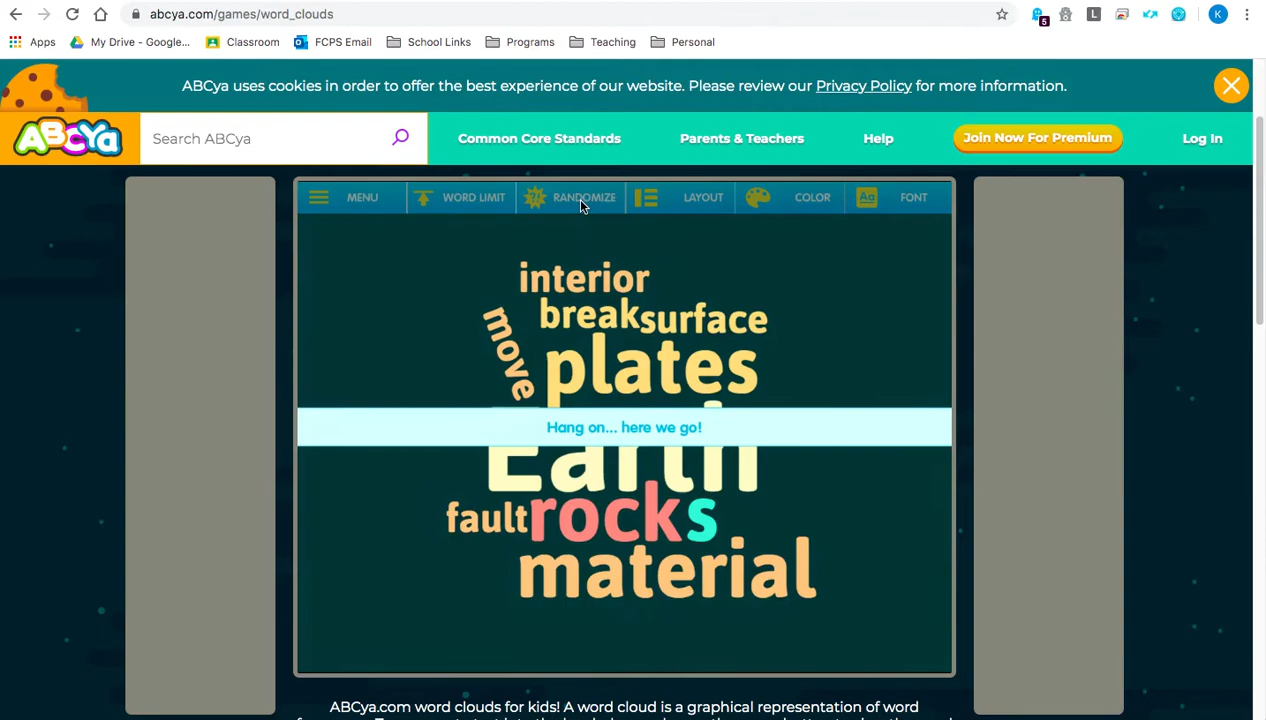 abcya.com/games/word_clouds
5
L
K
Apps
My Drive - Google...
Classroom
FCPS Email
School Links
Programs
Teaching
Personal
ABCya uses cookies in order to offer the best experience of our website. Please review our Privacy Policy for more information.
ABCYa
Search ABCya
Common Core Standards
Parents & Teachers
Help
Join Now For Premium
Log In
MENU
WORD LIMIT
RANDOMIZE
LAYOUT
COLOR
Aa
FONT
interior
move
break
surface
plates
Hang on... here we go!
Earth
fault
rocks
material
ABCya.com word clouds for kids! A word cloud is a graphical representation of word